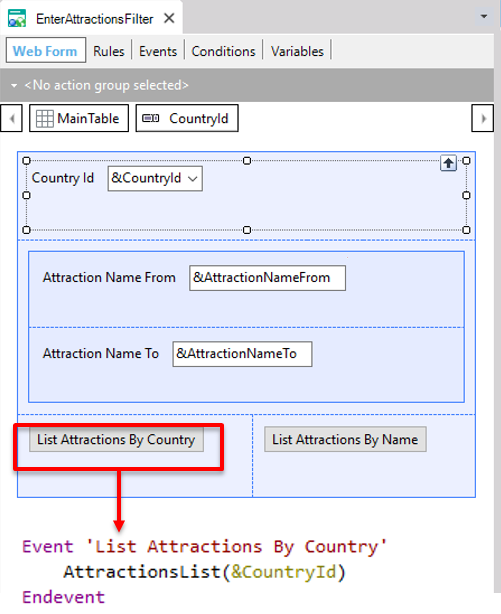 EnterAttractionsFilter
Web Form Rules Events Conditions Variables
<No action group selected>
MainTable CountryId
Country Id &CountryId
Attraction Name From &AttractionNameFrom
Attraction Name To &AttractionNameTo
List Attractions By Country List Attractions By Name
Event 'List Attractions By Country'
AttractionsList(&CountryId)
Endevent